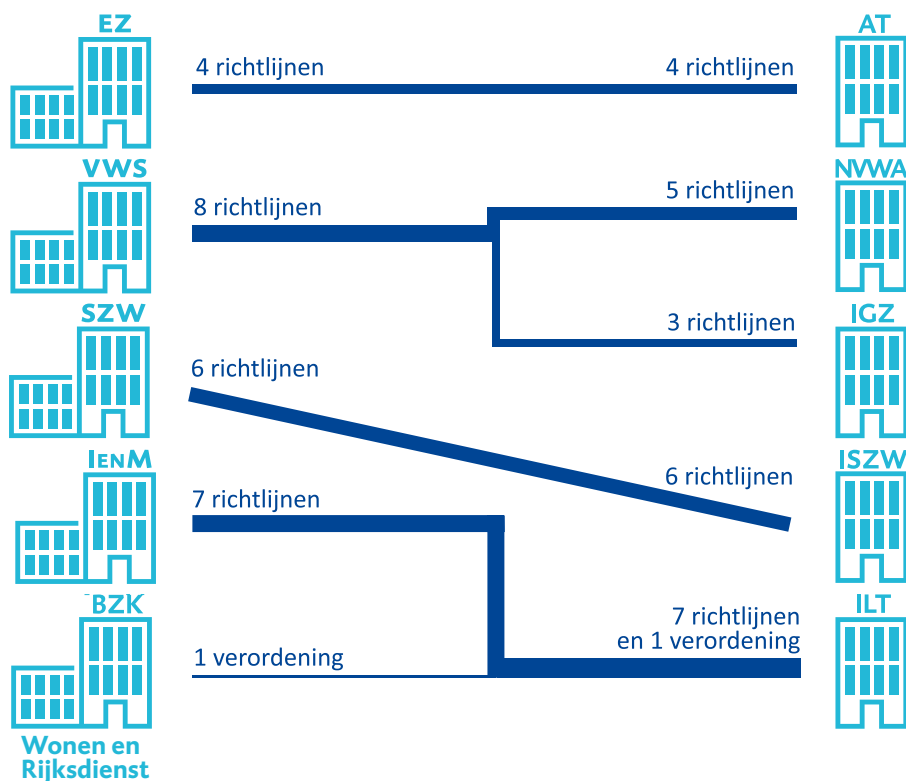 EZ
AT
4 richtlijnen
4 richtlijnen
VWS
NVWA
8 richtlijnen
5 richtlijnen
SZW
IGZ
3 richtlijnen
6 richtlijnen
IENM
ISZW
6 richtlijnen
7 richtlijnen
BZK
ILT
1 verordening
7 richtlijnen
en 1 verordening
Wonen en
Rijksdienst